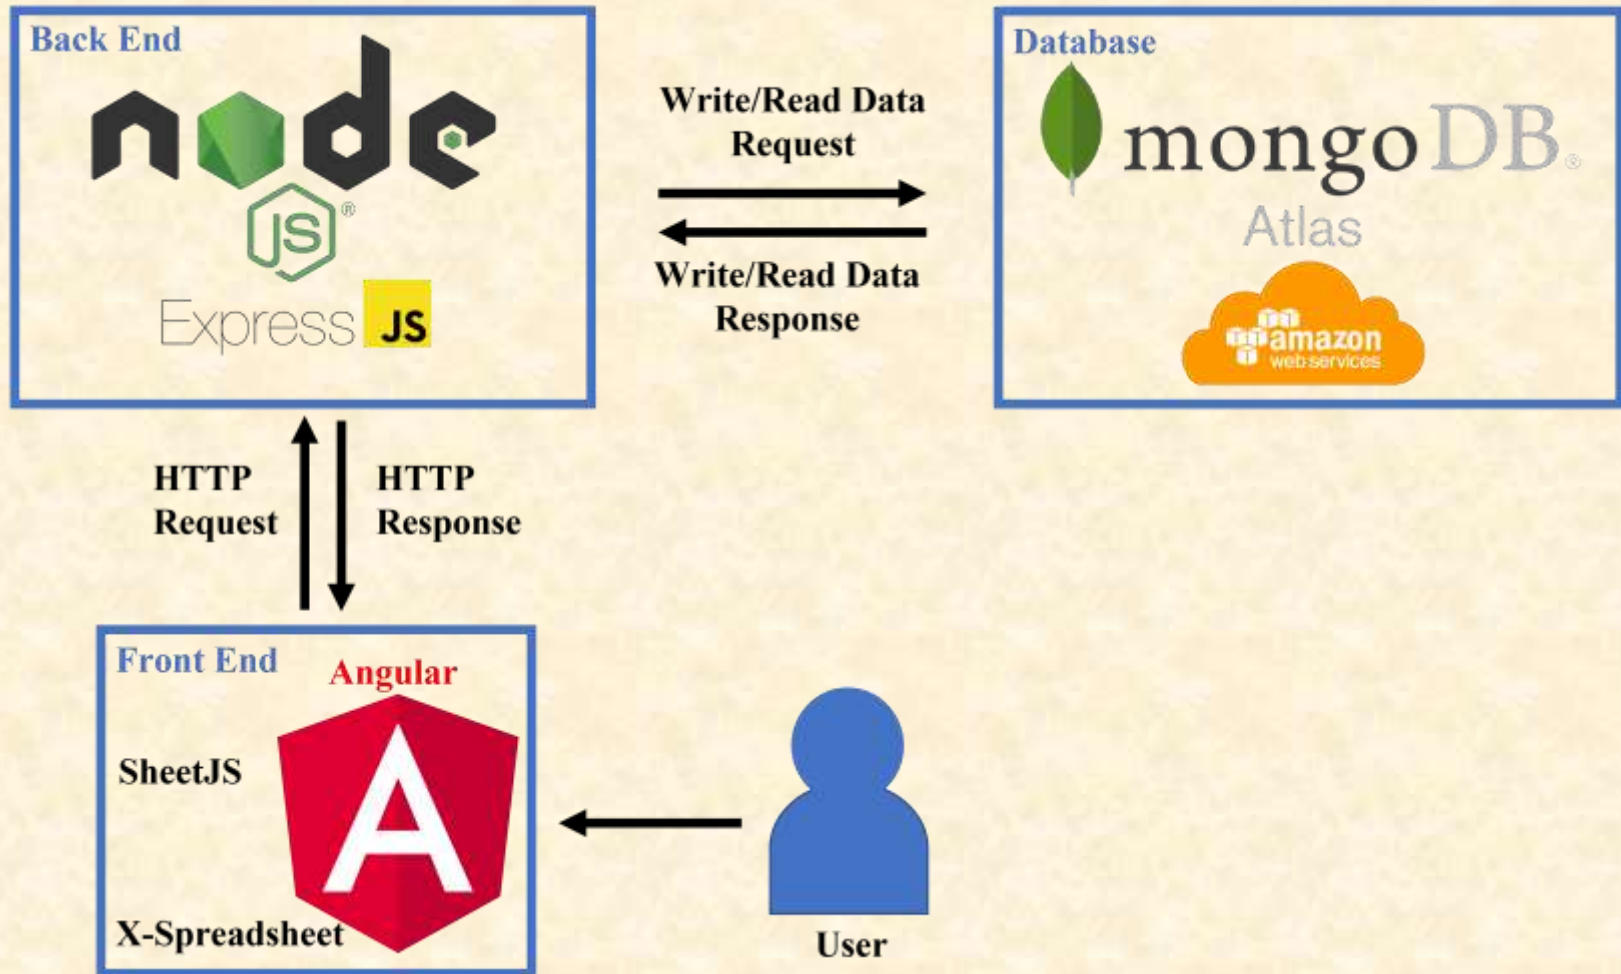 Back End
node
JS®
Express JS
Write/Read Data
Request
Write/Read Data
Response
Database
mongoDB®
Atlas
amazon
web services
HTTP
Request
HTTP
Response
Front End
Angular
SheetJS
A
X-Spreadsheet
User